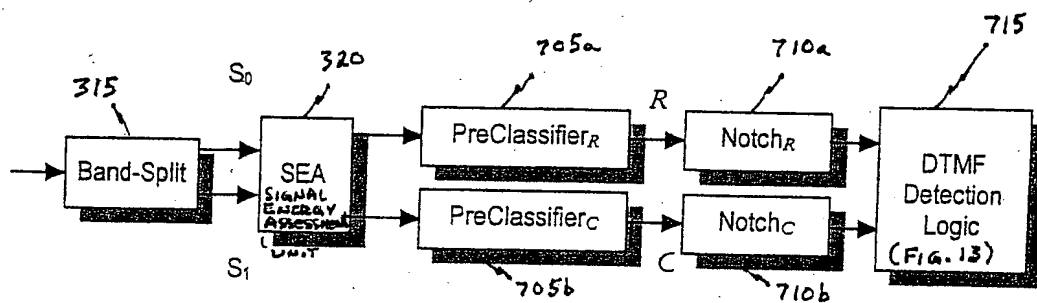 315
S0
320
705a
710a
715
R
Band-Split
SEA
SIGNAL
ENERGY
ASSESSMENT
UNIT
PreClassifierR
NotchR
DTMF
Detection
Logic
(FIG. 13)
PreClassifierC
NotchC
S1
C
705b
710b